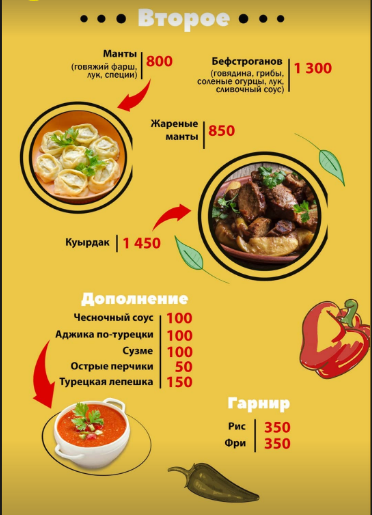 Второе
Манты
(говяжий фарш,
лук, специи)
800
Бефстроганов
(говядина, грибы,
соленые огурцы, лук,
сливочный соус)
1 300
Жареные
манты
850
Куырдак
1 450
Дополнение
Чесночный соус 100
Аджика по-турецки 100
Сузме 100
Острые перчики 50
Турецкая лепешка 150
Гарнир
Рис 350
Фри 350